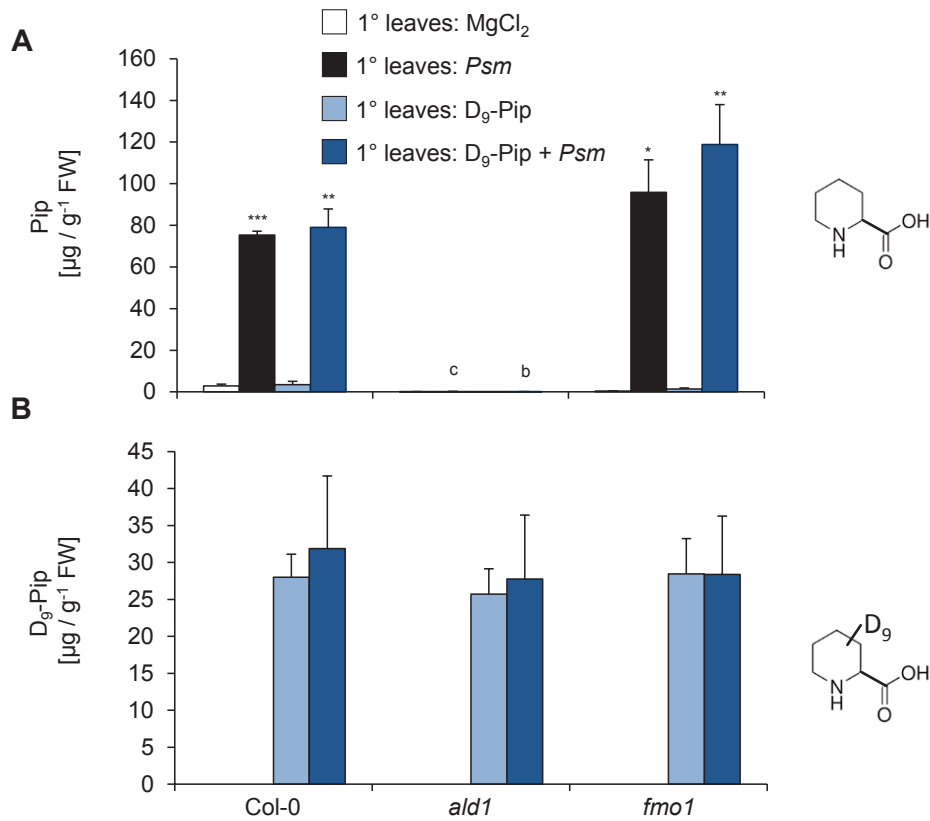 A
1° leaves: MgCl₂
1° leaves: Psm
1° leaves: D₉-Pip
1° leaves: D₉-Pip + Psm
Pip
[µg / g⁻¹ FW]
160
140
120
100
80
60
40
20
0
***
**
c
b
*
**
N
H
OH
O
B
D₉-Pip
[µg / g⁻¹ FW]
45
40
35
30
25
20
15
10
5
0
Col-0
ald1
fmo1
D₉
N
H
OH
O